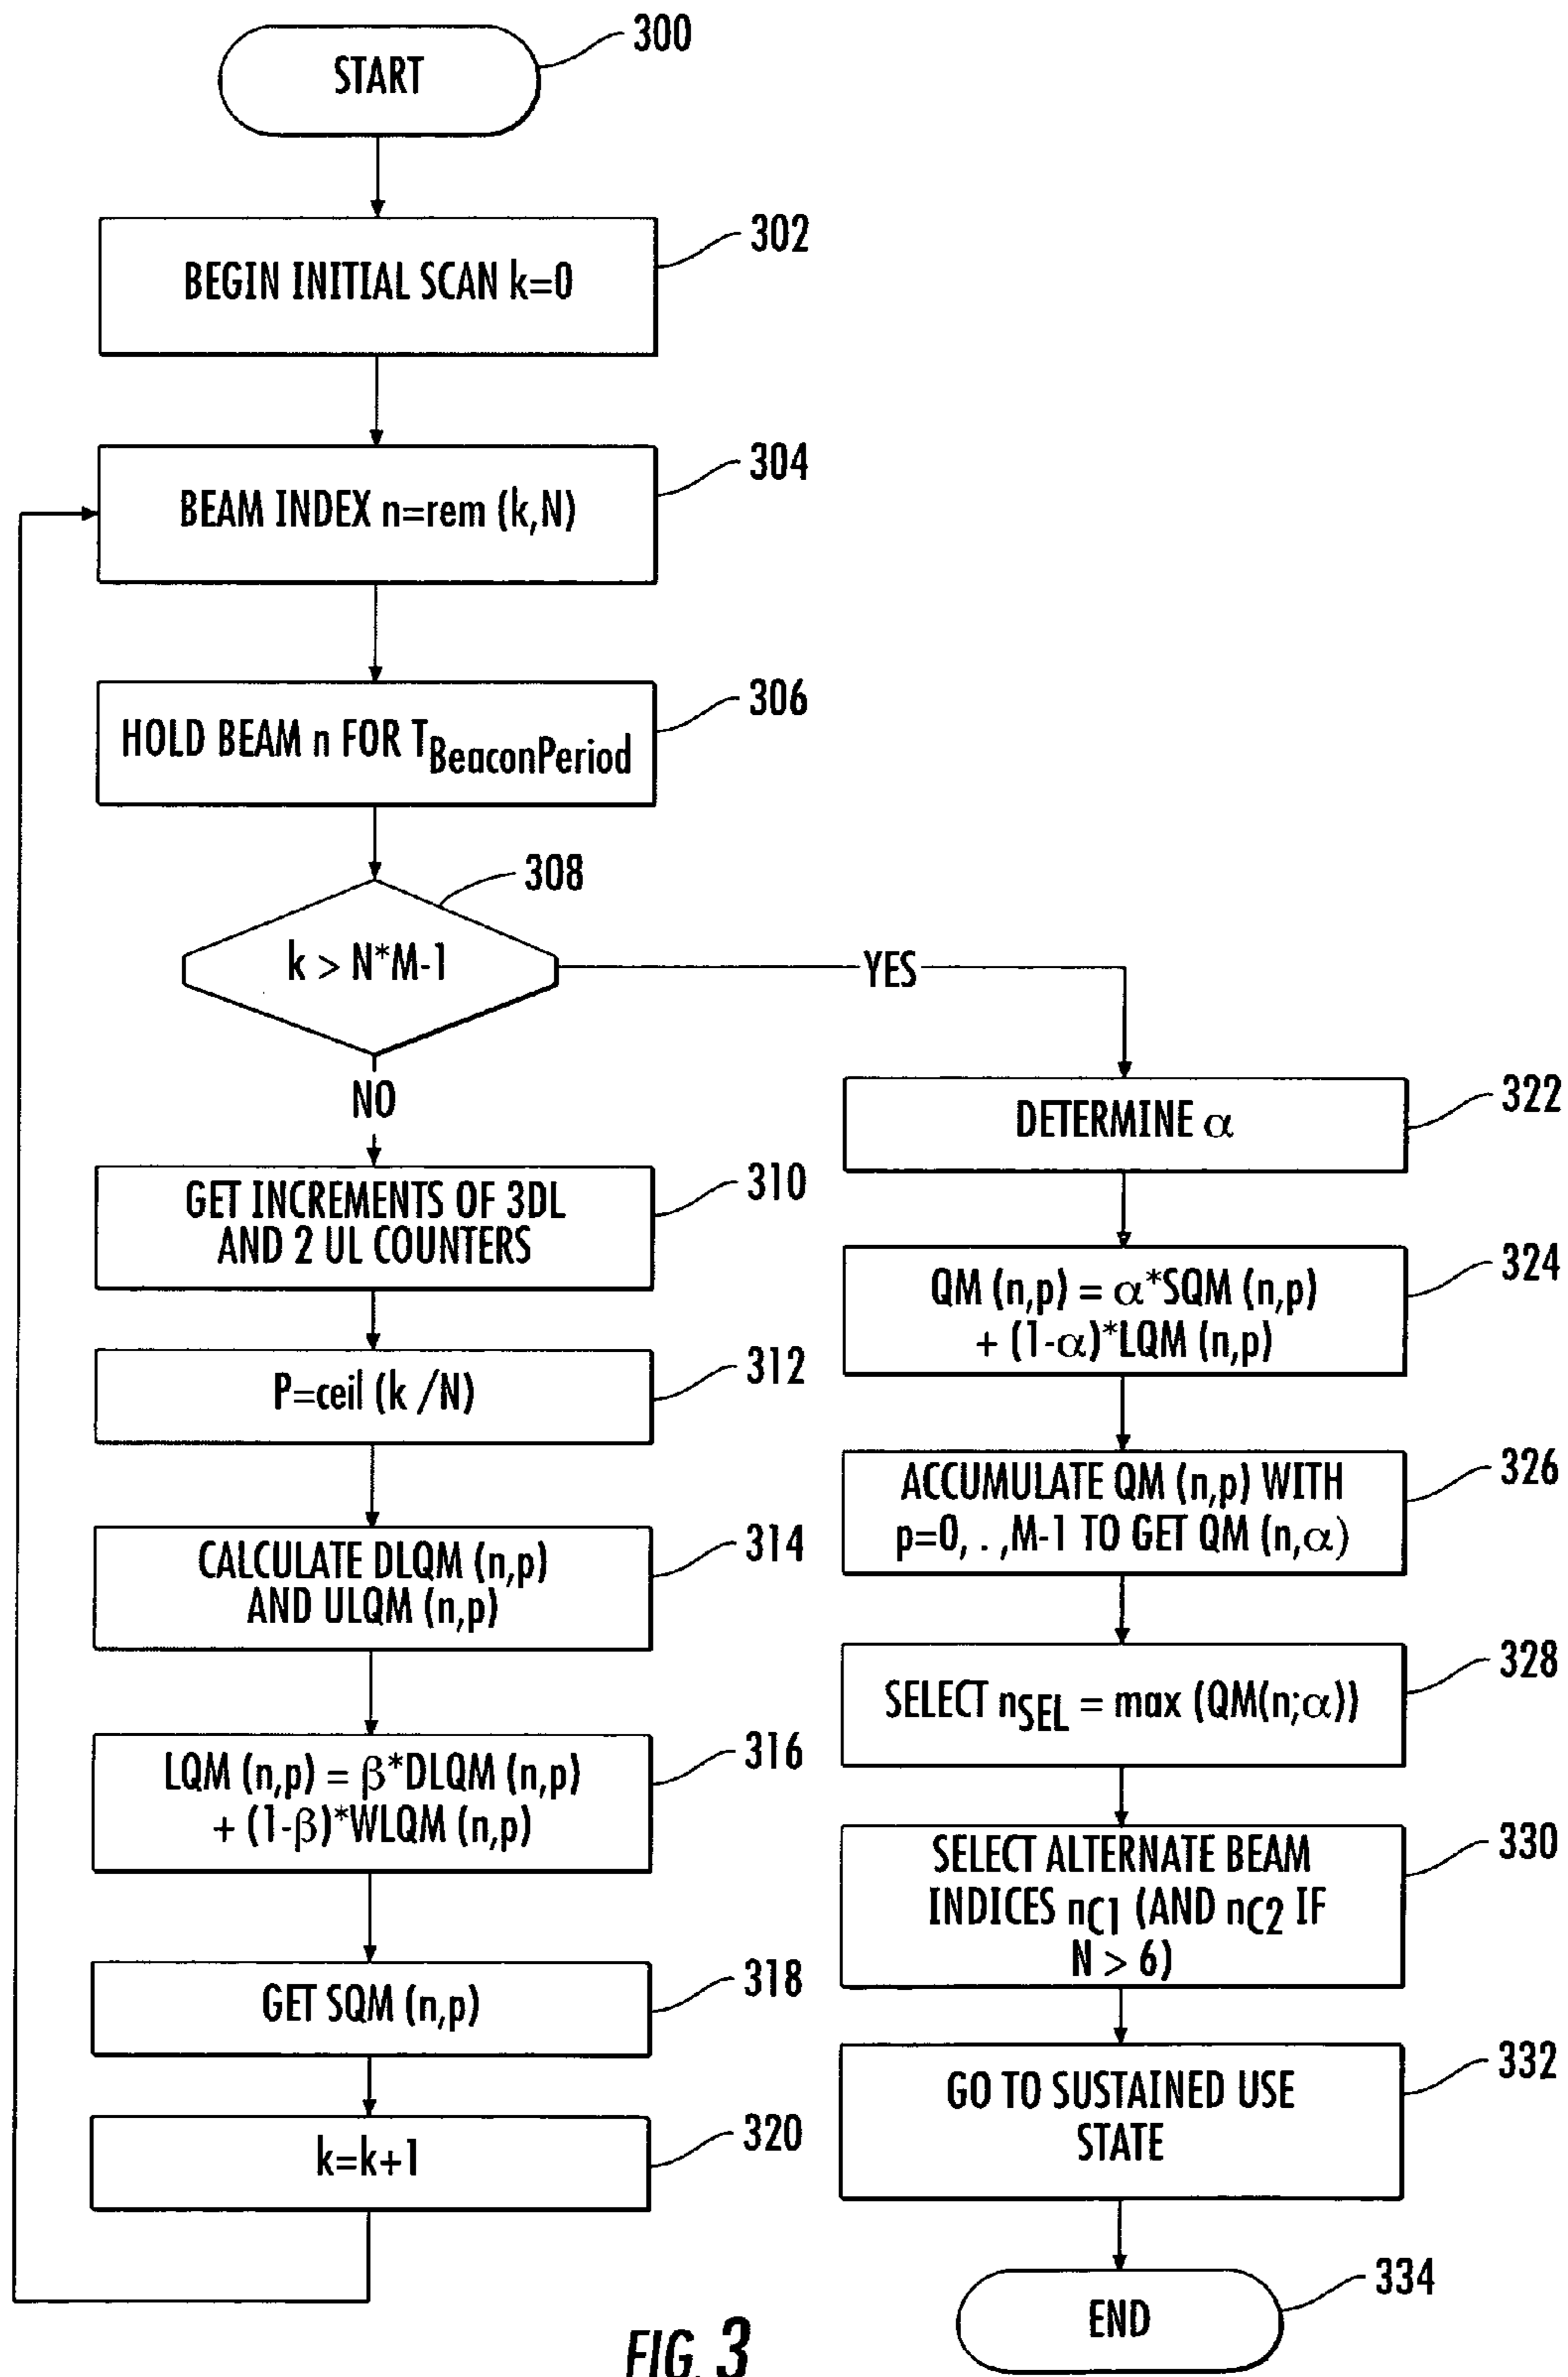 START
300
BEGIN INITIAL SCAN k=0
302
BEAM INDEX n=rem (k,N)
304
HOLD BEAM n FOR TBeaconPeriod
306
k > N*M-1
308
YES
NO
GET INCREMENTS OF 3DL
AND 2 UL COUNTERS
310
P=ceil (k /N)
312
CALCULATE DLQM (n,p)
AND ULQM (n,p)
314
LQM (n,p) = β*DLQM (n,p)
+ (1-β)*WLQM (n,p)
316
GET SQM (n,p)
318
k=k+1
320
DETERMINE α
322
QM (n,p) = α*SQM (n,p)
+ (1-α)*LQM (n,p)
324
ACCUMULATE QM (n,p) WITH
p=0, . .,M-1 TO GET QM (n,α)
326
SELECT nSEL = max (QM(n;α))
328
SELECT ALTERNATE BEAM
INDICES nC1 (AND nC2 IF
N > 6)
330
GO TO SUSTAINED USE
STATE
332
END
334
FIG. 3